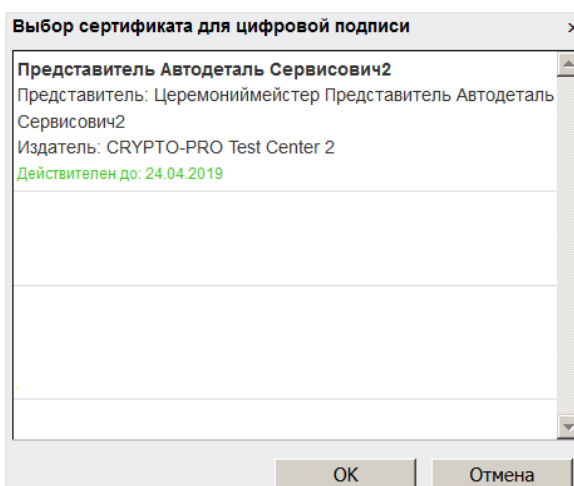 Выбор сертификата для цифровой подписи
Представитель Автодеталь Сервисович2
Представитель: Церемониймейстер Представитель Автодеталь
Сервисович2
Издатель: CRYPTO-PRO Test Center 2
Действителен до: 24.04.2019
OK
Отмена